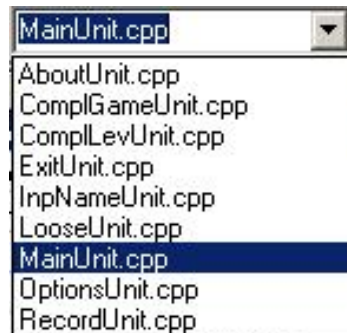 MainUnit.cpp
AboutUnit.cpp
ComplGameUnit.cpp
ComplLevUnit.cpp
ExitUnit.cpp
InpNameUnit.cpp
LooseUnit.cpp
MainUnit.cpp
OptionsUnit.cpp
RecordUnit.cpp